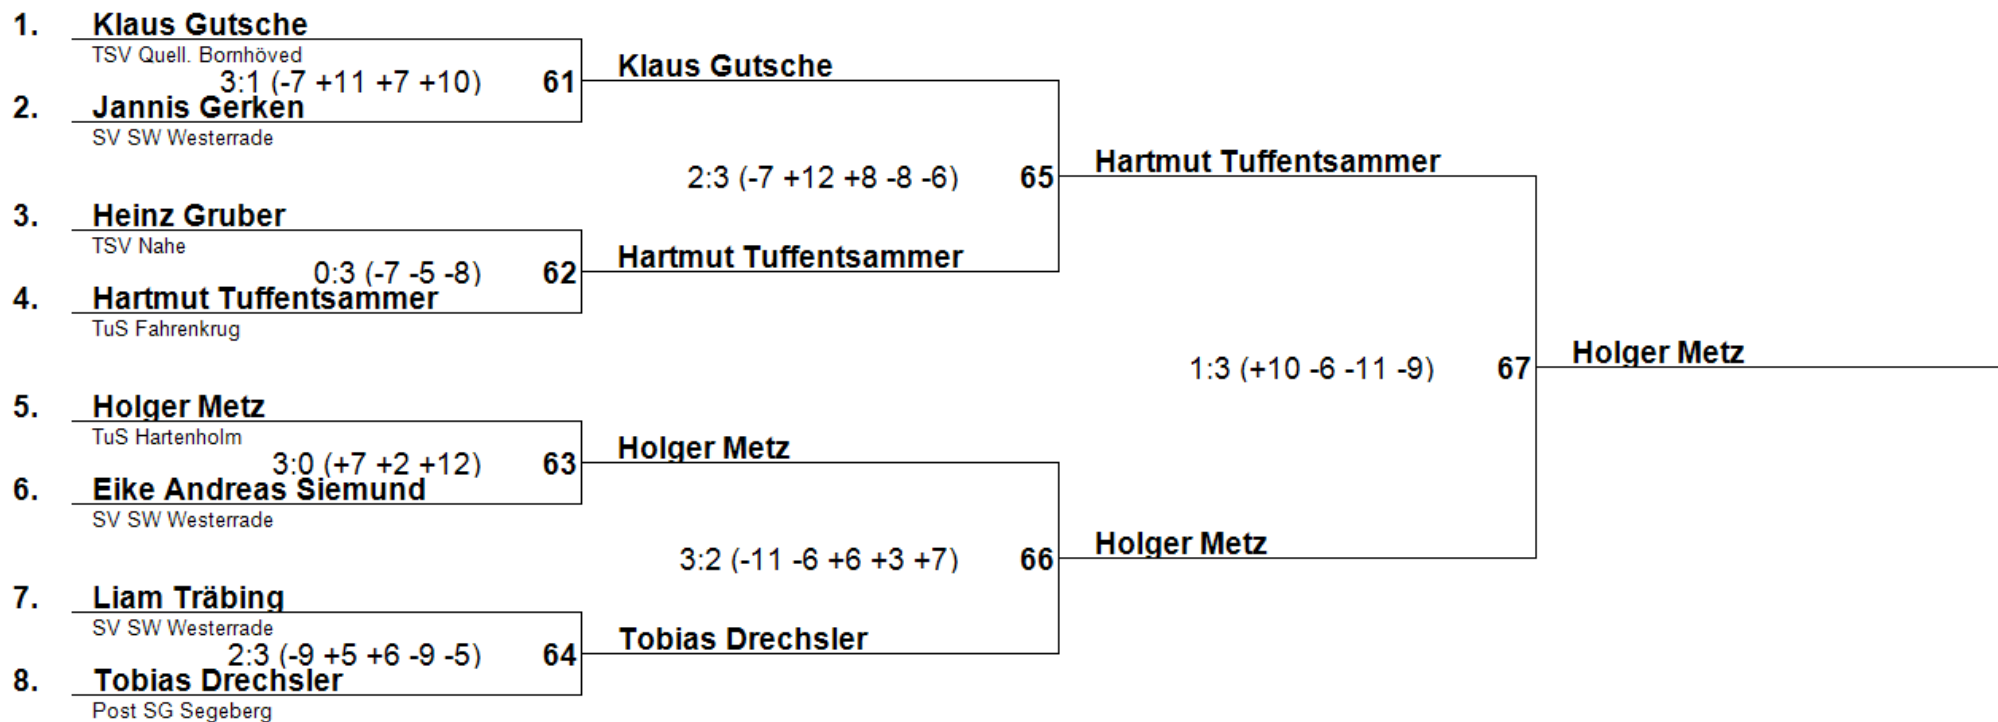 1. Klaus Gutsche
TSV Quell. Bornhöved
3:1 (-7 +11 +7 +10) 61
2. Jannis Gerken
SV SW Westerrade
Klaus Gutsche
2:3 (-7 +12 +8 -8 -6) 65
3. Heinz Gruber
TSV Nahe
0:3 (-7 -5 -8) 62
4. Hartmut Tuffentsammer
TuS Fahrenkrug
Hartmut Tuffentsammer
Hartmut Tuffentsammer
1:3 (+10 -6 -11 -9) 67
Holger Metz
5. Holger Metz
TuS Hartenholm
3:0 (+7 +2 +12) 63
6. Eike Andreas Siemund
SV SW Westerrade
Holger Metz
3:2 (-11 -6 +6 +3 +7) 66
Holger Metz
7. Liam Träbing
SV SW Westerrade
2:3 (-9 +5 +6 -9 -5) 64
8. Tobias Drechsler
Post SG Segeberg
Tobias Drechsler